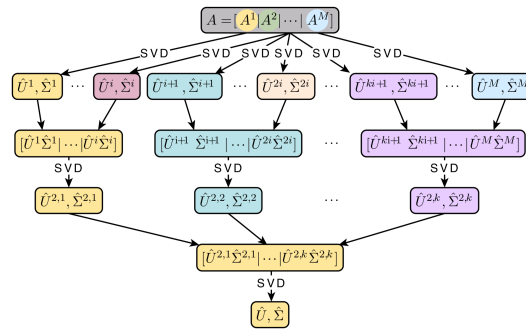 A = [A¹|A²|⋯|A^M]
SVD SVD SVD SVD SVD SVD
Û¹, Σ̂¹ ⋯ Ûⁱ, Σ̂ⁱ Û^{i+1}, Σ̂^{i+1} ⋯ Û^{2i}, Σ̂^{2i} ⋯ Û^{ki+1}, Σ̂^{ki+1} ⋯ Û^M, Σ̂^M
[Û¹Σ̂¹|⋯|ÛⁱΣ̂ⁱ] [Û^{i+1} Σ̂^{i+1} |⋯|Û^{2i}Σ̂^{2i}] ⋯ [Û^{ki+1} Σ̂^{ki+1} |⋯|Û^MΣ̂^M]
SVD SVD SVD
Û^{2,1}, Σ̂^{2,1} Û^{2,2}, Σ̂^{2,2} ⋯ Û^{2,k}, Σ̂^{2,k}
[Û^{2,1}Σ̂^{2,1}|⋯|Û^{2,k}Σ̂^{2,k}]
SVD
Û, Σ̂